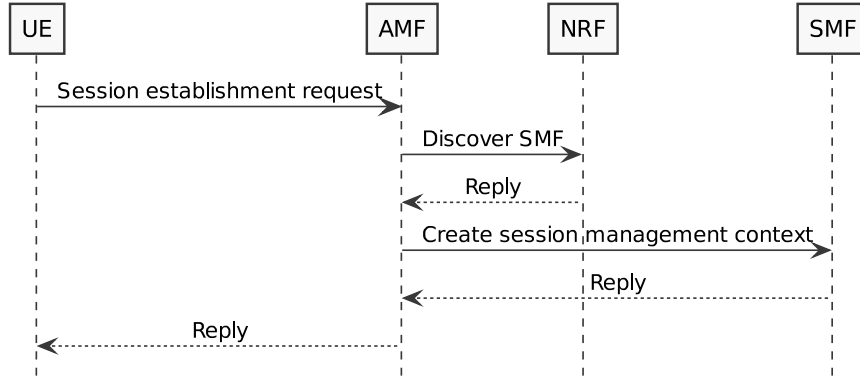 UE
AMF
NRF
SMF
Session establishment request
Discover SMF
Reply
Create session management context
Reply
Reply